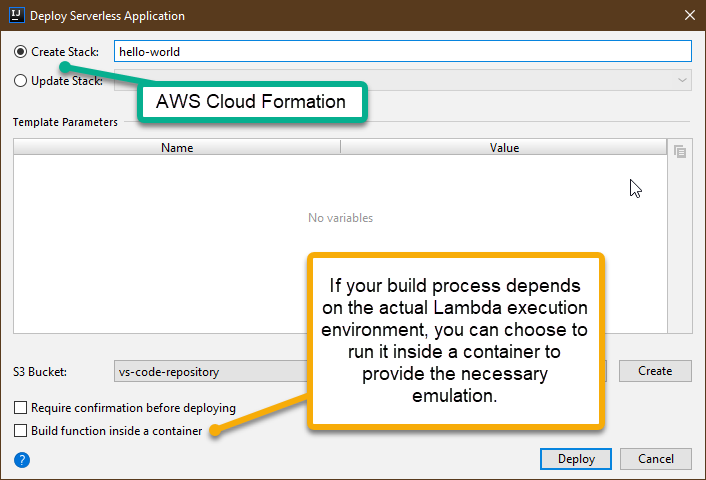 IJ Deploy Serverless Application
Create Stack: hello-world
Update Stack:
AWS Cloud Formation
Template Parameters
Name Value
No variables
If your build process depends
on the actual Lambda execution
environment, you can choose to
run it inside a container to
provide the necessary
emulation.
S3 Bucket: vs-code-repository Create
Require confirmation before deploying
Build function inside a container
? Deploy Cancel